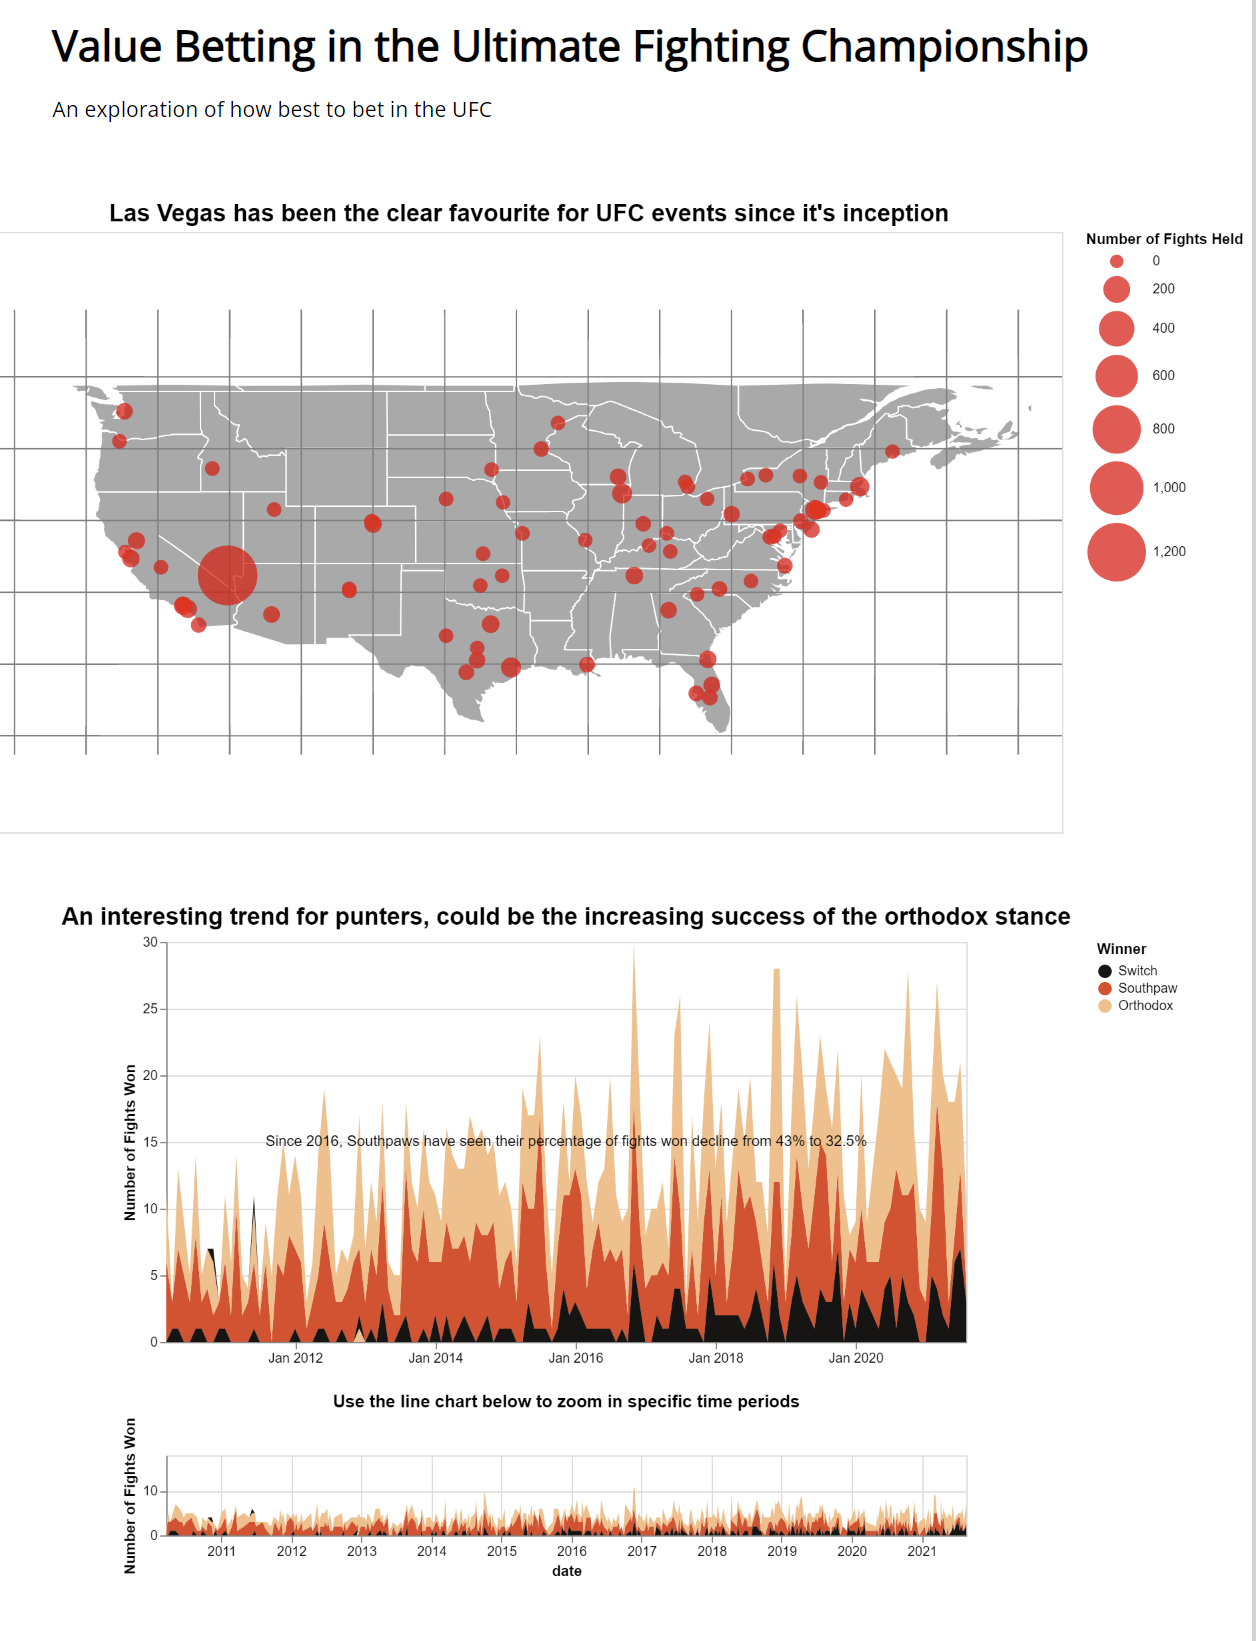 Value Betting in the Ultimate Fighting Championship
An exploration of how best to bet in the UFC
Las Vegas has been the clear favourite for UFC events since it's inception
Number of Fights Held
0
200
400
600
800
1,000
1,200
An interesting trend for punters, could be the increasing success of the orthodox stance
Number of Fights Won
30
25
20
15
10
5
0
Since 2016, Southpaws have seen their percentage of fights won decline from 43% to 32.5%
Jan 2012 Jan 2014 Jan 2016 Jan 2018 Jan 2020
Winner
Switch
Southpaw
Orthodox
Use the line chart below to zoom in specific time periods
Number of Fights Won
10
0
2011 2012 2013 2014 2015 2016 2017 2018 2019 2020 2021
date